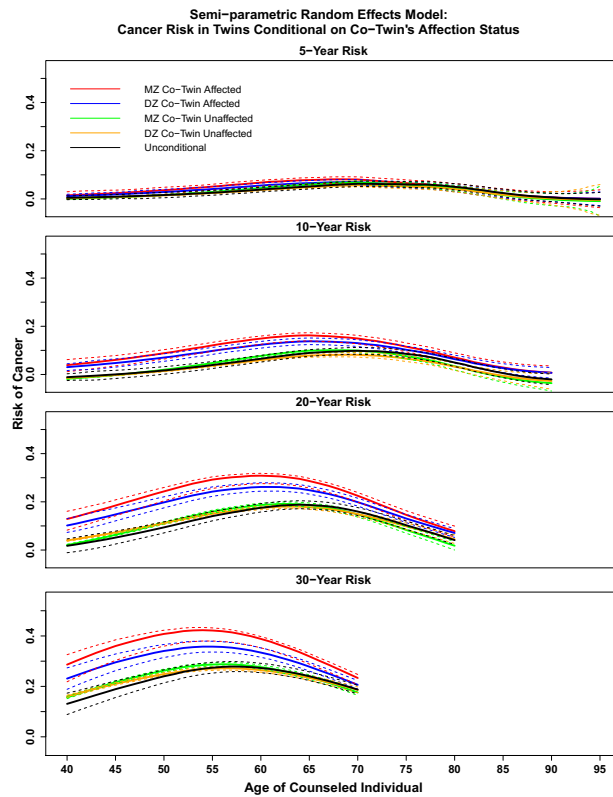 Semi−parametric Random Effects Model:
Cancer Risk in Twins Conditional on Co−Twin's Affection Status
5−Year Risk
MZ Co−Twin Affected
DZ Co−Twin Affected
MZ Co−Twin Unaffected
DZ Co−Twin Unaffected
Unconditional
0.0 0.2 0.4
10−Year Risk
0.0 0.2 0.4
Risk of Cancer
20−Year Risk
0.0 0.2 0.4
30−Year Risk
0.0 0.2 0.4
40 45 50 55 60 65 70 75 80 85 90 95
Age of Counseled Individual